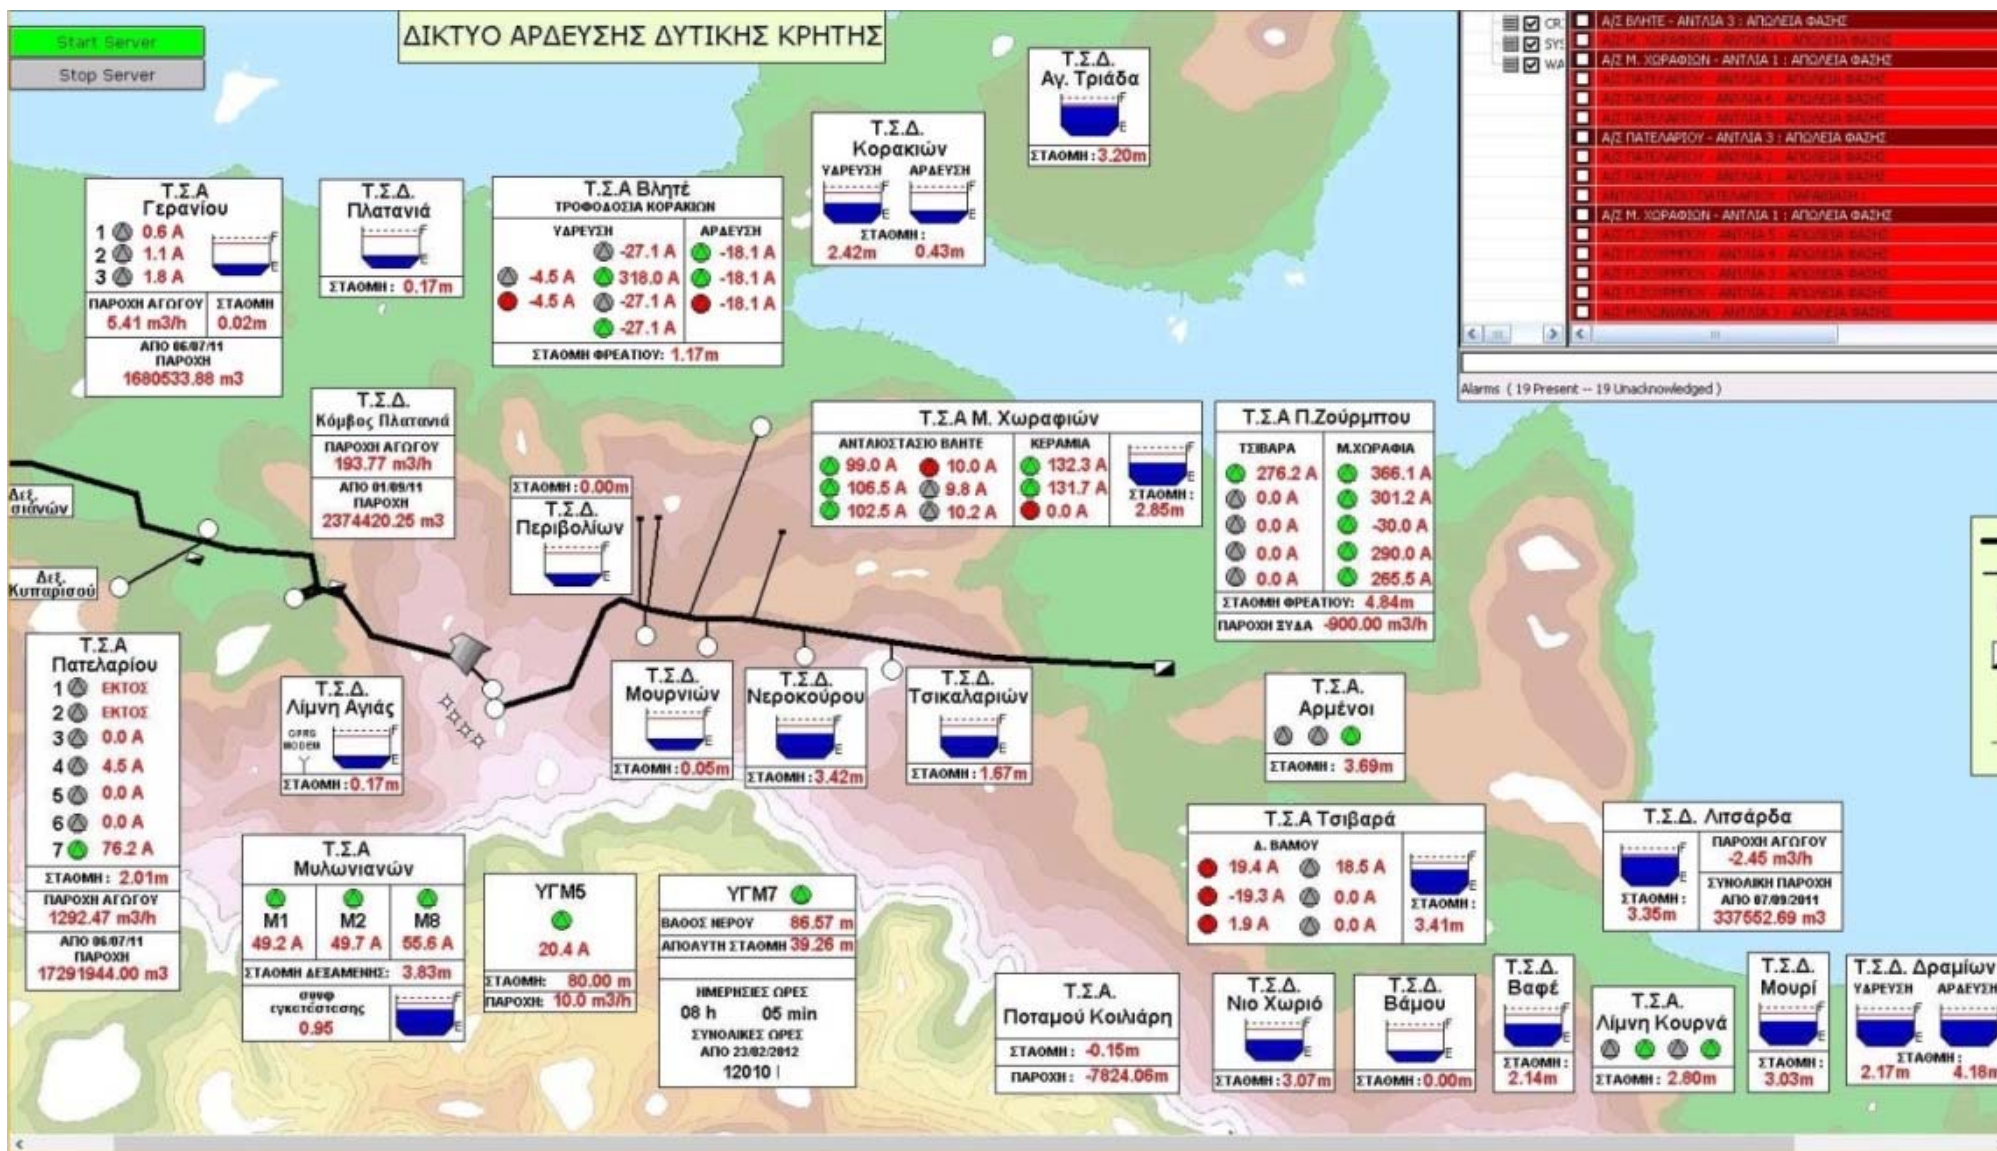 Start Server
Stop Server
ΔΙΚΤΥΟ ΑΡΔΕΥΣΗΣ ΔΥΤΙΚΗΣ ΚΡΗΤΗΣ
Τ.Σ.Δ.
Αγ. Τριάδα
F
E
ΣΤΑΘΜΗ : 3.20m
Α/Σ ΒΛΗΤΕ - ΑΝΤΛΙΑ 3 : ΑΠΩΛΕΙΑ ΦΑΣΗΣ
Α/Σ Μ. ΧΩΡΑΦΙΩΝ - ΑΝΤΛΙΑ 1 : ΑΠΩΛΕΙΑ ΦΑΣΗΣ
Α/Σ Μ. ΧΩΡΑΦΙΩΝ - ΑΝΤΛΙΑ 1 : ΑΠΩΛΕΙΑ ΦΑΣΗΣ
Α/Σ ΠΑΤΕΛΑΡΙΟΥ - ΑΝΤΛΙΑ 3 : ΑΠΩΛΕΙΑ ΦΑΣΗΣ
Α/Σ Μ. ΧΩΡΑΦΙΩΝ - ΑΝΤΛΙΑ 1 : ΑΠΩΛΕΙΑ ΦΑΣΗΣ
Alarms ( 19 Present -- 19 Unacknowledged )
Τ.Σ.Δ.
Κορακιών
ΥΔΡΕΥΣΗ ΑΡΔΕΥΣΗ
F F
E E
ΣΤΑΘΜΗ :
2.42m 0.43m
Τ.Σ.Α
Γερανίου
1 0.6 A
2 1.1 A
3 1.8 A
F
E
ΠΑΡΟΧΗ ΑΓΩΓΟΥ ΣΤΑΘΜΗ
5.41 m3/h 0.02m
ΑΠΟ 06/07/11
ΠΑΡΟΧΗ
1680533.88 m3
Τ.Σ.Δ.
Πλατανιά
F
E
ΣΤΑΘΜΗ : 0.17m
Τ.Σ.Α Βλητέ
ΤΡΟΦΟΔΟΣΙΑ ΚΟΡΑΚΙΩΝ
ΥΔΡΕΥΣΗ ΑΡΔΕΥΣΗ
-27.1 A -18.1 A
-4.5 A 318.0 A -18.1 A
-4.5 A -27.1 A -18.1 A
-27.1 A
ΣΤΑΘΜΗ ΦΡΕΑΤΙΟΥ: 1.17m
Τ.Σ.Δ.
Κόμβος Πλατανιά
ΠΑΡΟΧΗ ΑΓΩΓΟΥ
193.77 m3/h
ΑΠΟ 01/09/11
ΠΑΡΟΧΗ
2374420.25 m3
Τ.Σ.Α Μ. Χωραφιών
ΑΝΤΛΙΟΣΤΑΣΙΟ ΒΛΗΤΕ ΚΕΡΑΜΙΑ
99.0 A 10.0 A 132.3 A
106.5 A 9.8 A 131.7 A
102.5 A 10.2 A 0.0 A
F
E
ΣΤΑΘΜΗ :
2.85m
Τ.Σ.Α Π.Ζούρμπου
ΤΣΙΒΑΡΑ Μ.ΧΩΡΑΦΙΑ
276.2 A 366.1 A
0.0 A 301.2 A
0.0 A -30.0 A
0.0 A 290.0 A
0.0 A 265.5 A
ΣΤΑΘΜΗ ΦΡΕΑΤΙΟΥ: 4.84m
ΠΑΡΟΧΗ ΞΥΔΑ -900.00 m3/h
Δεξ.
σιανών
Δεξ.
Κυπαρισού
ΣΤΑΘΜΗ : 0.00m
Τ.Σ.Δ.
Περιβολίων
F
E
Τ.Σ.Α
Πατελαρίου
1 ΕΚΤΟΣ
2 ΕΚΤΟΣ
3 0.0 A
4 4.5 A
5 0.0 A
6 0.0 A
7 76.2 A
ΣΤΑΘΜΗ : 2.01m
ΠΑΡΟΧΗ ΑΓΩΓΟΥ
1292.47 m3/h
ΑΠΟ 06/07/11
ΠΑΡΟΧΗ
17291944.00 m3
Τ.Σ.Δ.
Λίμνη Αγιάς
GPRS
MODEM
F
E
ΣΤΑΘΜΗ : 0.17m
Τ.Σ.Δ.
Μουρνιών
F
E
ΣΤΑΘΜΗ : 0.05m
Τ.Σ.Δ.
Νεροκούρου
F
E
ΣΤΑΘΜΗ : 3.42m
Τ.Σ.Δ.
Τσικαλαριών
F
E
ΣΤΑΘΜΗ : 1.67m
Τ.Σ.Α.
Αρμένοι
ΣΤΑΘΜΗ : 3.69m
Τ.Σ.Α Τσιβαρά
Δ. ΒΑΜΟΥ
19.4 A 18.5 A
-19.3 A 0.0 A
1.9 A 0.0 A
F
E
ΣΤΑΘΜΗ :
3.41m
Τ.Σ.Δ. Λιτσάρδα
F
E
ΣΤΑΘΜΗ :
3.35m
ΠΑΡΟΧΗ ΑΓΩΓΟΥ
-2.45 m3/h
ΣΥΝΟΛΙΚΗ ΠΑΡΟΧΗ
ΑΠΟ 07/09/2011
337552.69 m3
Τ.Σ.Α
Μυλωνιανών
M1 M2 M8
49.2 A 49.7 A 55.6 A
ΣΤΑΘΜΗ ΔΕΞΑΜΕΝΗΣ: 3.83m
συνφ
εγκατάστασης
0.95
F
E
ΥΓΜ5
20.4 A
ΣΤΑΘΜΗ: 80.00 m
ΠΑΡΟΧΗ: 10.0 m3/h
ΥΓΜ7
ΒΑΘΟΣ ΝΕΡΟΥ 86.57 m
ΑΠΟΛΥΤΗ ΣΤΑΘΜΗ 39.26 m
ΗΜΕΡΗΣΙΕΣ ΩΡΕΣ
08 h 05 min
ΣΥΝΟΛΙΚΕΣ ΩΡΕΣ
ΑΠΟ 23/02/2012
12010
Τ.Σ.Α.
Ποταμού Κοιλιάρη
ΣΤΑΘΜΗ : -0.15m
ΠΑΡΟΧΗ : -7824.06m
Τ.Σ.Δ.
Νιο Χωριό
F
E
ΣΤΑΘΜΗ : 3.07m
Τ.Σ.Δ.
Βάμου
F
E
ΣΤΑΘΜΗ : 0.00m
Τ.Σ.Δ.
Βαφέ
F
E
ΣΤΑΘΜΗ :
2.14m
Τ.Σ.Α.
Λίμνη Κουρνά
ΣΤΑΘΜΗ : 2.80m
Τ.Σ.Δ.
Μουρί
F
E
ΣΤΑΘΜΗ :
3.03m
Τ.Σ.Δ. Δραμίων
ΥΔΡΕΥΣΗ ΑΡΔΕΥΣΗ
F
E
ΣΤΑΘΜΗ :
2.17m 4.18m